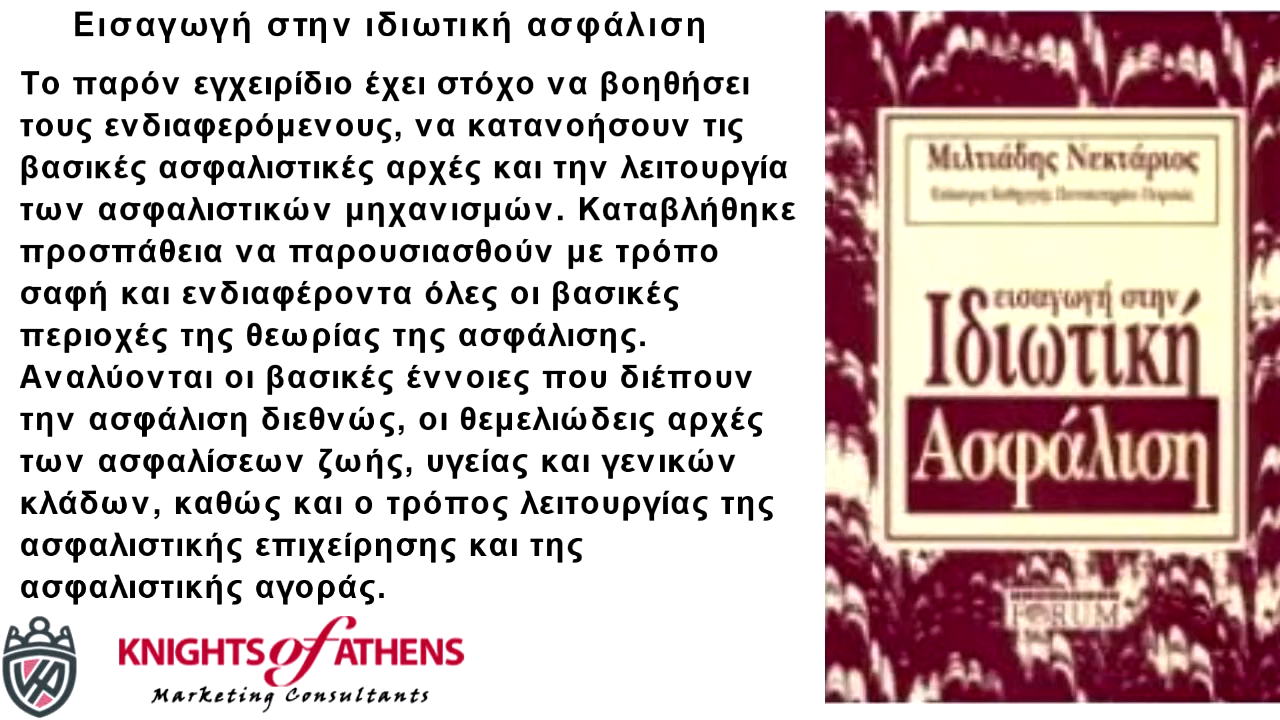 Εισαγωγή στην ιδιωτική ασφάλιση
Το παρόν εγχειρίδιο έχει στόχο να βοηθήσει
τους ενδιαφερόμενους, να κατανοήσουν τις
βασικές ασφαλιστικές αρχές και την λειτουργία
των ασφαλιστικών μηχανισμών. Καταβλήθηκε
προσπάθεια να παρουσιασθούν με τρόπο
σαφή και ενδιαφέροντα όλες οι βασικές
περιοχές της θεωρίας της ασφάλισης.
Αναλύονται οι βασικές έννοιες που διέπουν
την ασφάλιση διεθνώς, οι θεμελιώδεις αρχές
των ασφαλίσεων ζωής, υγείας και γενικών
κλάδων, καθώς και ο τρόπος λειτουργίας της
ασφαλιστικής επιχείρησης και της
ασφαλιστικής αγοράς.
KNIGHTS of ATHENS
Marketing Consultants
Μιλτιάδης Νεκτάριος
εισαγωγή στην
Ιδιωτική
Ασφάλιση
FORUM